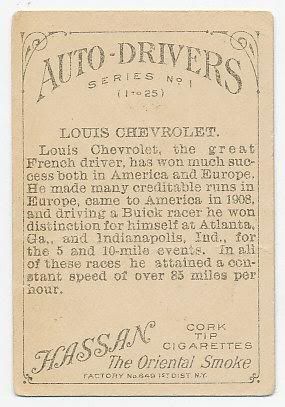 AUTO-DRIVERS
SERIES No 1
(1 to 25)
LOUIS CHEVROLET.
Louis Chevrolet, the great
French driver, has won much suc-
cess both in America and Europe.
He made many creditable runs in
Europe, came to America in 1908,
and driving a Buick racer he won
distinction for himself at Atlanta,
Ga., and Indianapolis, Ind., for
the 5 and 10-mile events. In all
of these races he attained a con-
stant speed of over 85 miles per
hour.
HASSAN
CORK
TIP
CIGARETTES
The Oriental Smoke
FACTORY No. 649 1ST DIST. N.Y.